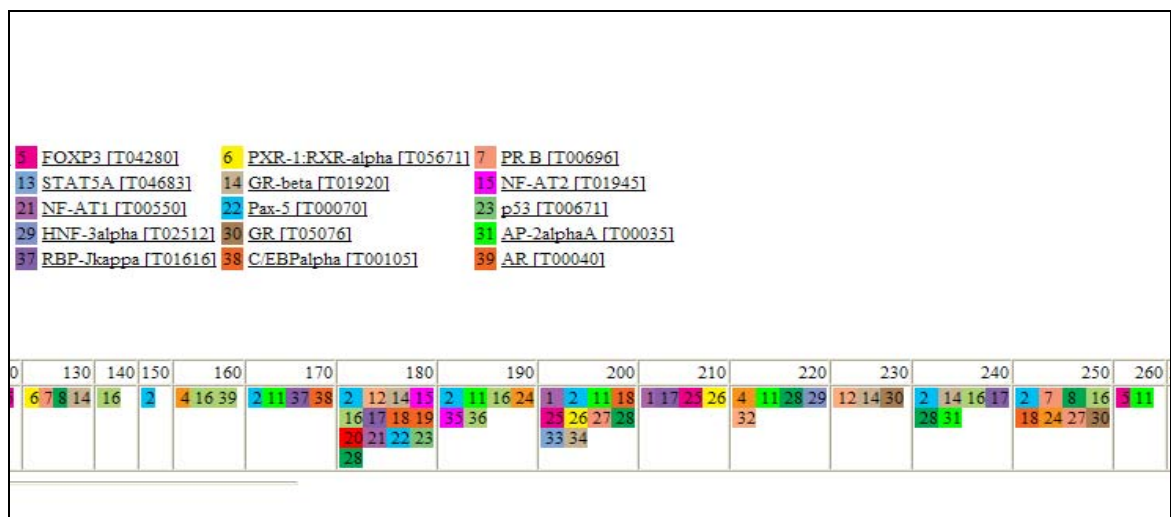 5 FOXP3 [T04280] 6 PXR-1:RXR-alpha [T05671] 7 PR B [T00696]
13 STAT5A [T04683] 14 GR-beta [T01920] 15 NF-AT2 [T01945]
21 NF-AT1 [T00550] 22 Pax-5 [T00070] 23 p53 [T00671]
29 HNF-3alpha [T02512] 30 GR [T05076] 31 AP-2alphaA [T00035]
37 RBP-Jkappa [T01616] 38 C/EBPalpha [T00105] 39 AR [T00040]
0 130 140 150 160 170 180 190 200 210 220 230 240 250 260
6 7 8 14 16 2 4 16 39 2 11 37 38 2 12 14 15 2 11 16 24 1 2 11 18 1 17 25 26 4 11 28 29 12 14 30 2 14 16 17 2 7 8 16 5 11
16 17 18 19 35 36 25 26 27 28 32 28 31 18 24 27 30
20 21 22 23 33 34
28